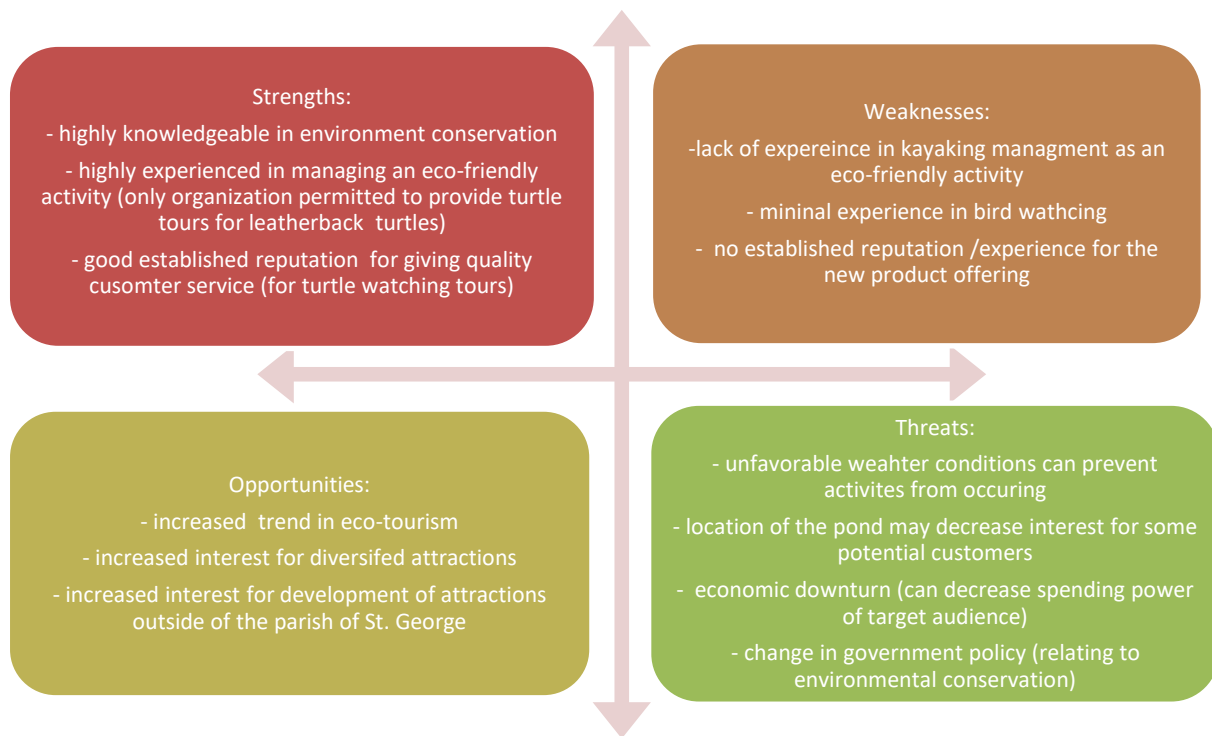 Strengths:
- highly knowledgeable in environment conservation
- highly experienced in managing an eco-friendly
activity (only organization permitted to provide turtle
tours for leatherback turtles)
- good established reputation for giving quality
cusomter service (for turtle watching tours)
Weaknesses:
-lack of expereince in kayaking managment as an
eco-friendly activity
- mininal experience in bird wathcing
- no established reputation /experience for the
new product offering
Opportunities:
- increased trend in eco-tourism
- increased interest for diversifed attractions
- increased interest for development of attractions
outside of the parish of St. George
Threats:
- unfavorable weahter conditions can prevent
activites from occuring
- location of the pond may decrease interest for some
potential customers
- economic downturn (can decrease spending power
of target audience)
- change in government policy (relating to
environmental conservation)